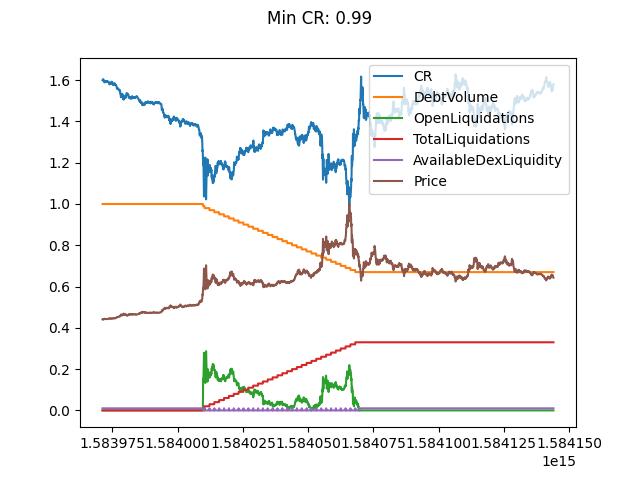 Min CR: 0.99
CR
DebtVolume
OpenLiquidations
TotalLiquidations
AvailableDexLiquidity
Price
1.6
1.4
1.2
1.0
0.8
0.6
0.4
0.2
0.0
1.583975 1.584000 1.584025 1.584050 1.584075 1.584100 1.584125 1.584150
1e15